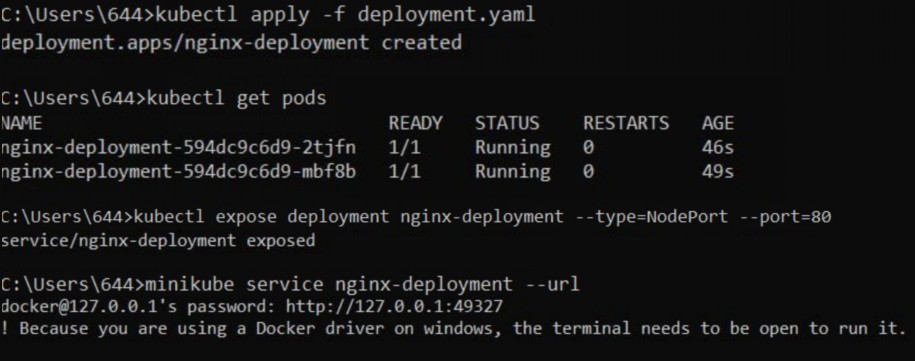 C:\Users\644>kubectl apply -f deployment.yaml
deployment.apps/nginx-deployment created
C:\Users\644>kubectl get pods
NAME READY STATUS RESTARTS AGE
nginx-deployment-594dc9c6d9-2tjfn 1/1 Running 0 46s
nginx-deployment-594dc9c6d9-mbf8b 1/1 Running 0 49s
C:\Users\644>kubectl expose deployment nginx-deployment --type=NodePort --port=80
service/nginx-deployment exposed
C:\Users\644>minikube service nginx-deployment --url
docker@127.0.0.1's password: http://127.0.0.1:49327
! Because you are using a Docker driver on windows, the terminal needs to be open to run it.